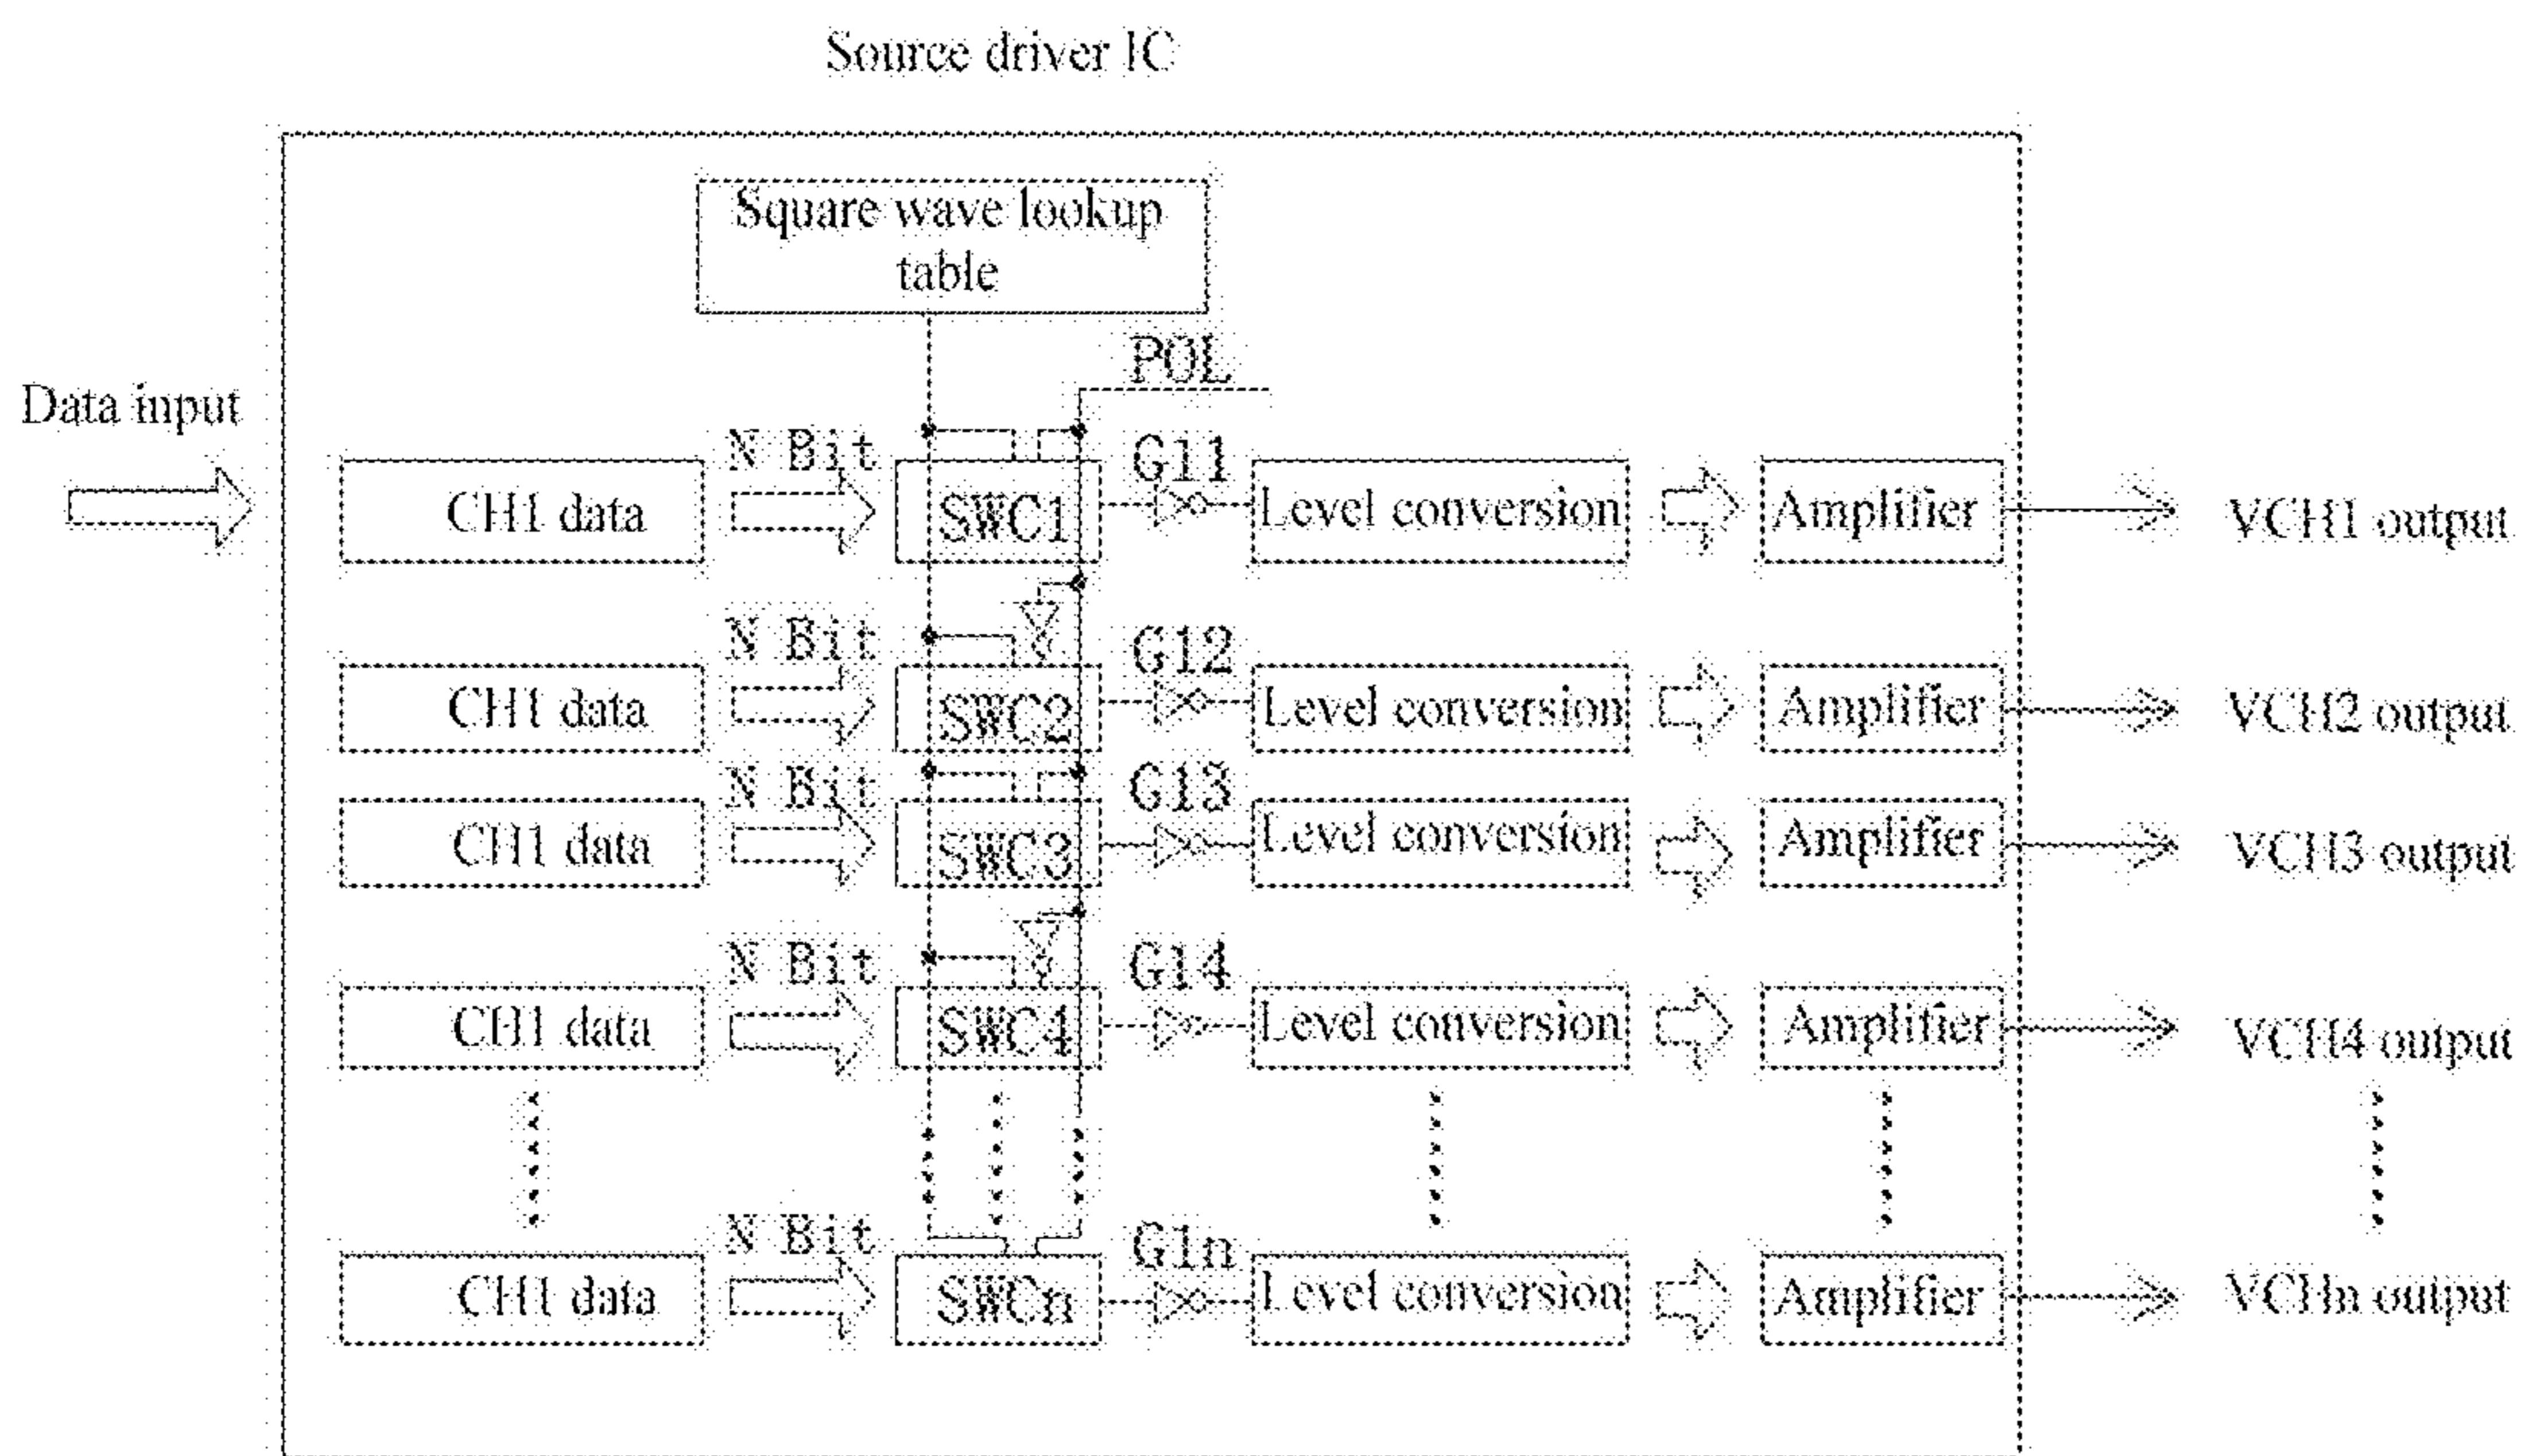 Source driver IC
Square wave lookup
table
POL
Data input
N Bit
G11
CH1 data
SWC1
Level conversion
Amplifier
VCH1 output
N Bit
G12
CH1 data
SWC2
Level conversion
Amplifier
VCH2 output
N Bit
G13
CH1 data
SWC3
Level conversion
Amplifier
VCH3 output
N Bit
G14
CH1 data
SWC4
Level conversion
Amplifier
VCH4 output
N Bit
G1n
CH1 data
SWCn
Level conversion
Amplifier
VCHn output